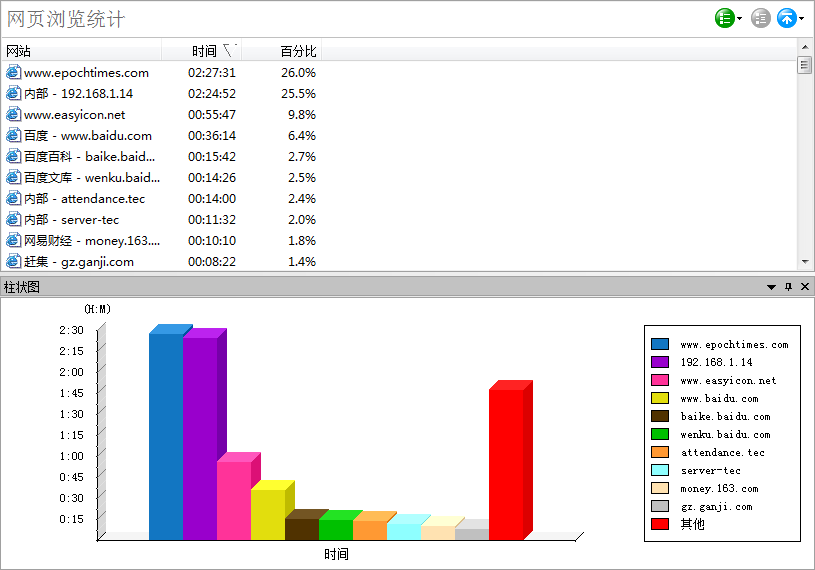 网页浏览统计
网站 时间 百分比
www.epochtimes.com 02:27:31 26.0%
内部 - 192.168.1.14 02:24:52 25.5%
www.easyicon.net 00:55:47 9.8%
百度 - www.baidu.com 00:36:14 6.4%
百度百科 - baike.baid... 00:15:42 2.7%
百度文库 - wenku.baid... 00:14:26 2.5%
内部 - attendance.tec 00:14:00 2.4%
内部 - server-tec 00:11:32 2.0%
网易财经 - money.163.... 00:10:10 1.8%
赶集 - gz.ganji.com 00:08:22 1.4%
柱状图
(H:M)
2:30
2:15
2:00
1:45
1:30
1:15
1:00
0:45
0:30
0:15
时间
www.epochtimes.com
192.168.1.14
www.easyicon.net
www.baidu.com
baike.baidu.com
wenku.baidu.com
attendance.tec
server-tec
money.163.com
gz.ganji.com
其他